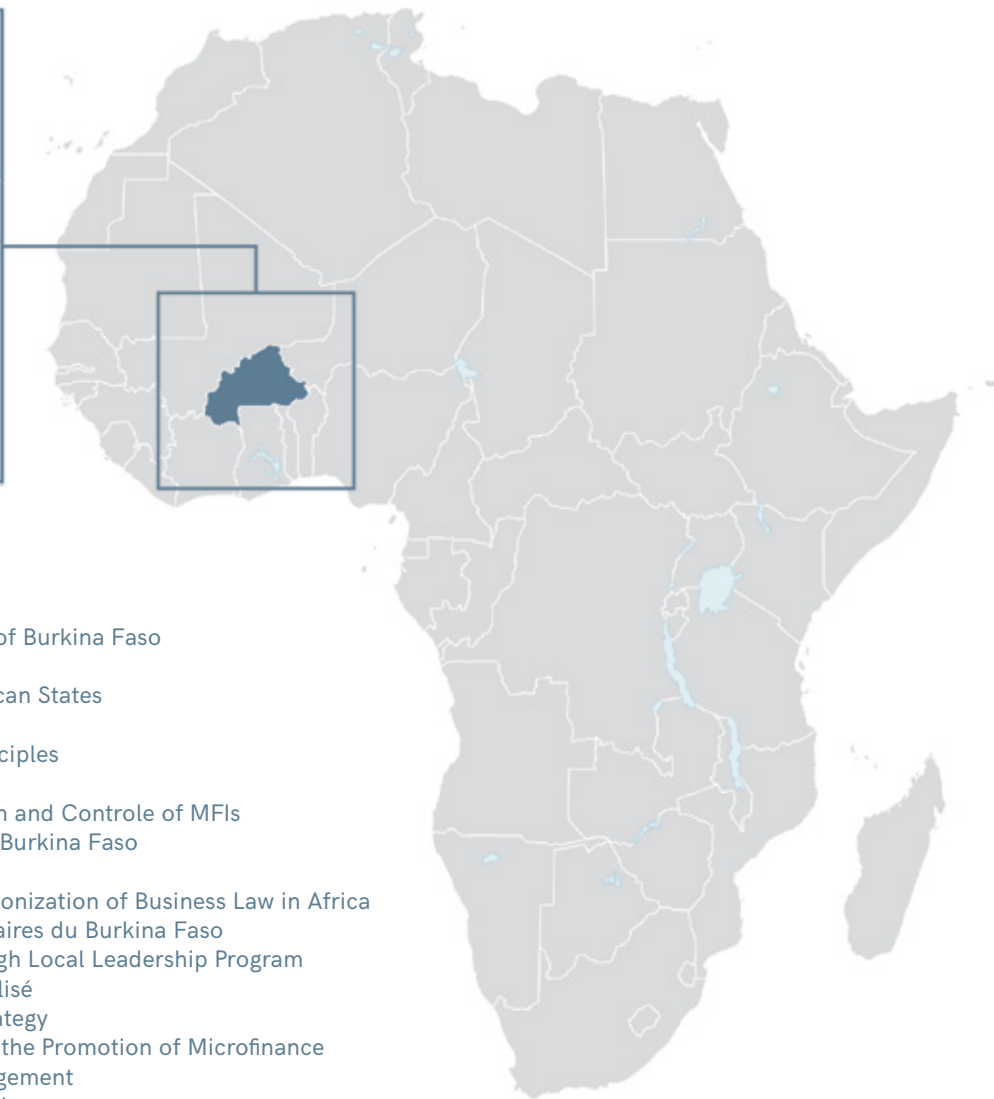 of Burkina Faso
can States
ciples
n and Controle of MFIs
Burkina Faso
onization of Business Law in Africa
aires du Burkina Faso
gh Local Leadership Program
lisé
ategy
the Promotion of Microfinance
gement